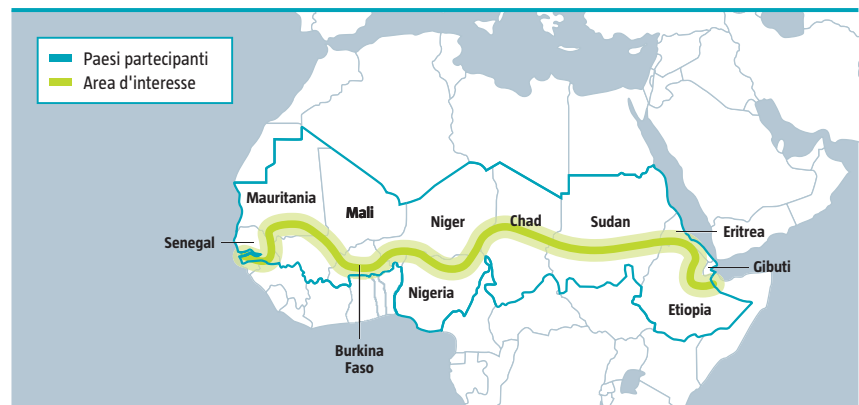 Paesi partecipanti
Area d'interesse
Mauritania
Mali
Niger
Chad
Sudan
Eritrea
Senegal
Gibuti
Nigeria
Etiopia
Burkina
Faso